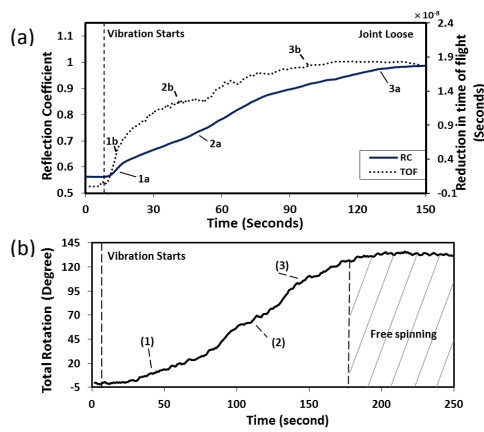 (a)
Vibration Starts
Joint Loose
× 10⁻⁸
1.1
1
0.9
0.8
0.7
0.6
0.5
2.4
1.9
1.4
0.9
0.4
-0.1
Reflection Coefficient
Reduction in time of flight
(Seconds)
1b
1a
2b
2a
3b
3a
RC
TOF
0
30
60
90
120
150
Time (Seconds)
(b)
Vibration Starts
145
120
95
70
45
20
-5
Total Rotation (Degree)
(1)
(2)
(3)
Free spinning
0
50
100
150
200
250
Time (second)